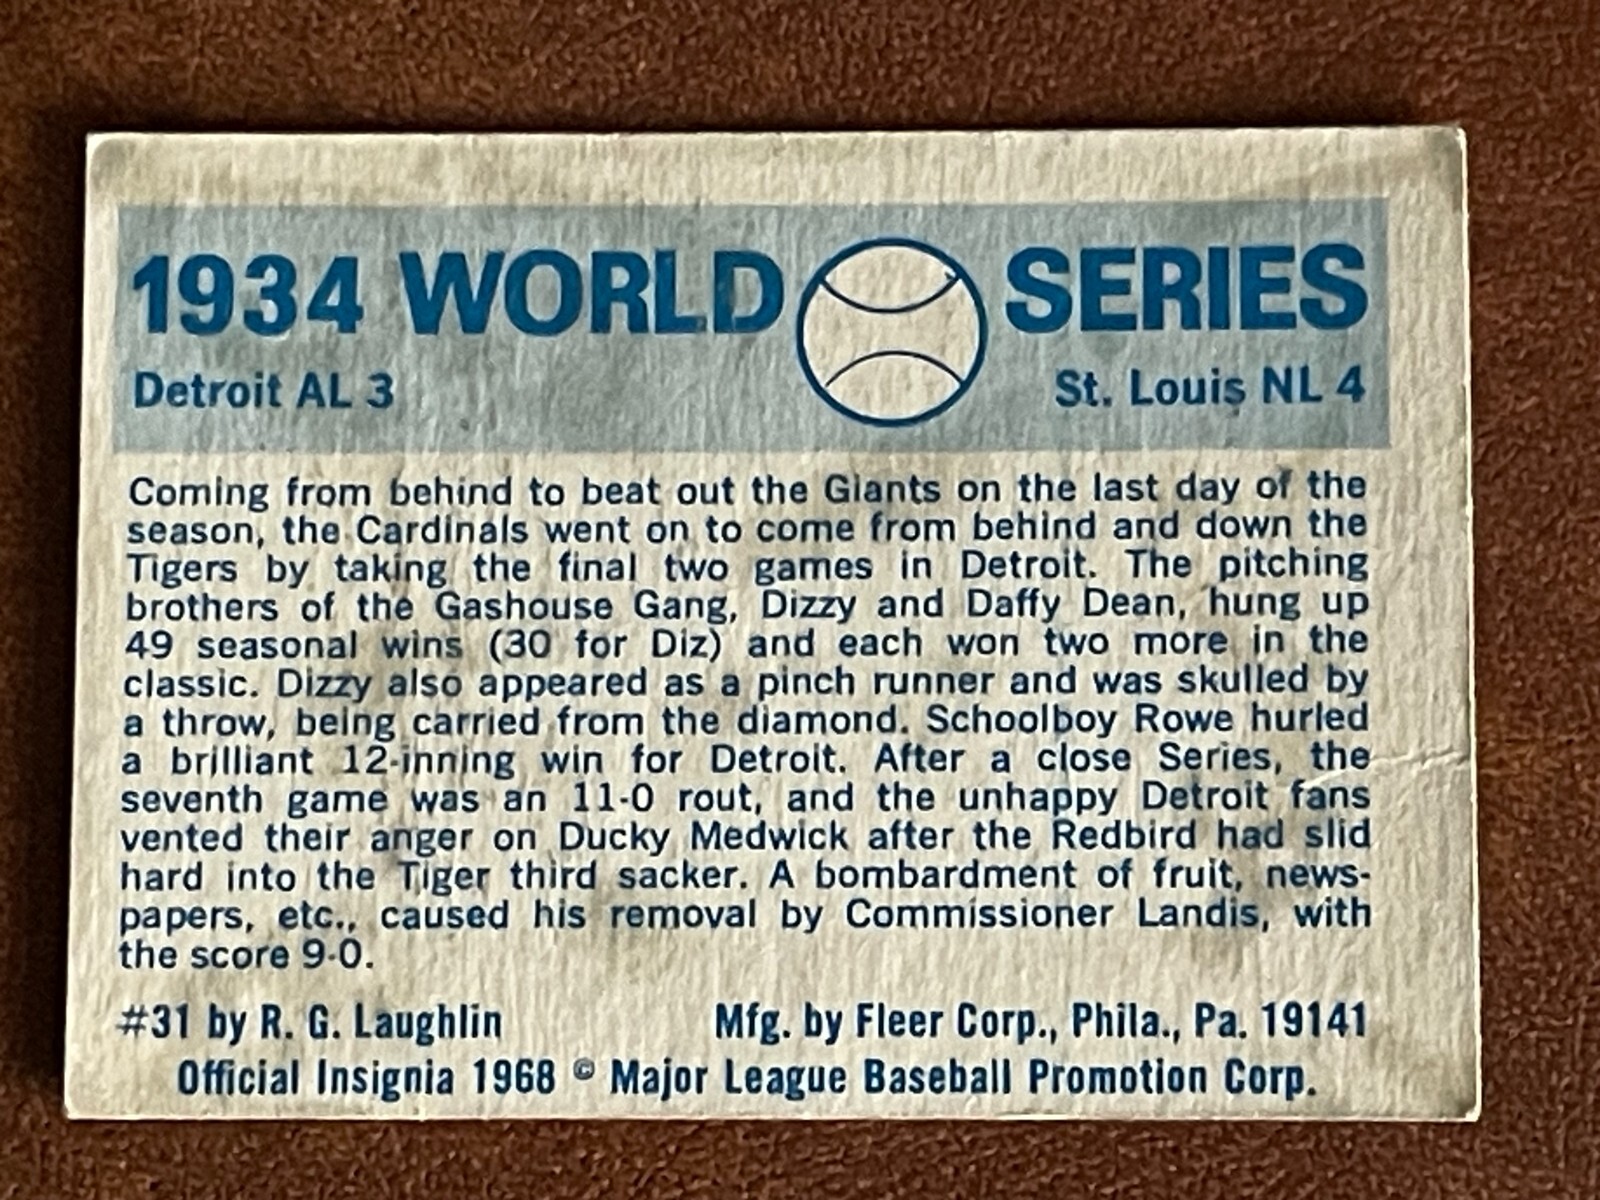 1934 WORLD SERIES
Detroit AL 3 St. Louis NL 4
Coming from behind to beat out the Giants on the last day of the
season, the Cardinals went on to come from behind and down the
Tigers by taking the final two games in Detroit. The pitching
brothers of the Gashouse Gang, Dizzy and Daffy Dean, hung up
49 seasonal wins (30 for Diz) and each won two more in the
classic. Dizzy also appeared as a pinch runner and was skulled by
a throw, being carried from the diamond. Schoolboy Rowe hurled
a brilliant 12-inning win for Detroit. After a close Series, the
seventh game was an 11-0 rout, and the unhappy Detroit fans
vented their anger on Ducky Medwick after the Redbird had slid
hard into the Tiger third sacker. A bombardment of fruit, news-
papers, etc., caused his removal by Commissioner Landis, with
the score 9-0.
#31 by R. G. Laughlin Mfg. by Fleer Corp., Phila., Pa. 19141
Official Insignia 1968 © Major League Baseball Promotion Corp.